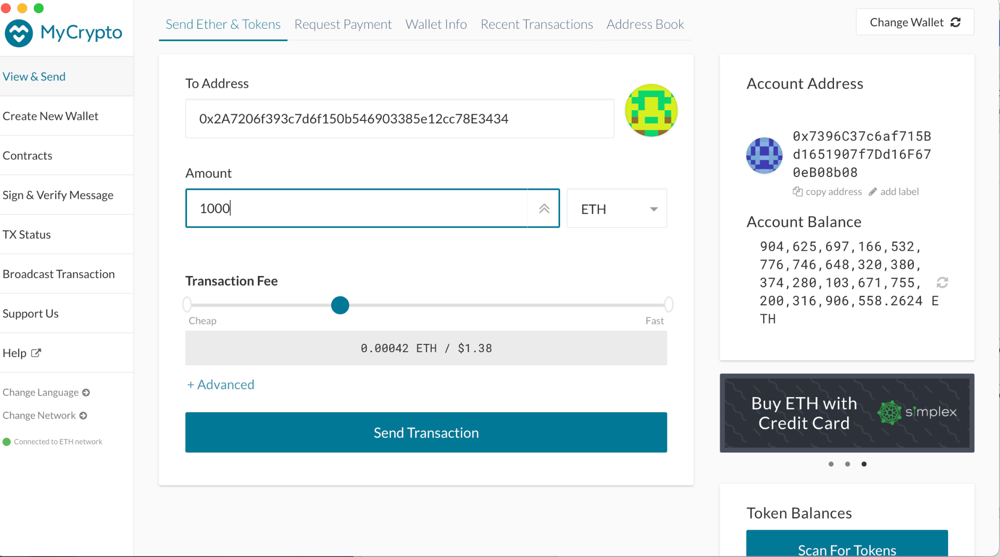 MyCrypto
View & Send
Create New Wallet
Contracts
Sign & Verify Message
TX Status
Broadcast Transaction
Support Us
Help
Change Language
Change Network
Connected to ETH network
Send Ether & Tokens
Request Payment
Wallet Info
Recent Transactions
Address Book
Change Wallet
To Address
0x2A7206f393c7d6f150b546903385e12cc78E3434
Amount
1000
ETH
Transaction Fee
Cheap
Fast
0.00042 ETH / $1.38
+ Advanced
Send Transaction
Account Address
0x7396C37c6af715B
d1651907f7Dd16F67
0eB08b08
copy address
add label
Account Balance
904,625,697,166,532,
776,746,648,320,380,
374,280,103,671,755,
200,316,906,558.2624 E
TH
Buy ETH with
Credit Card
simplex
Token Balances
Scan For Tokens